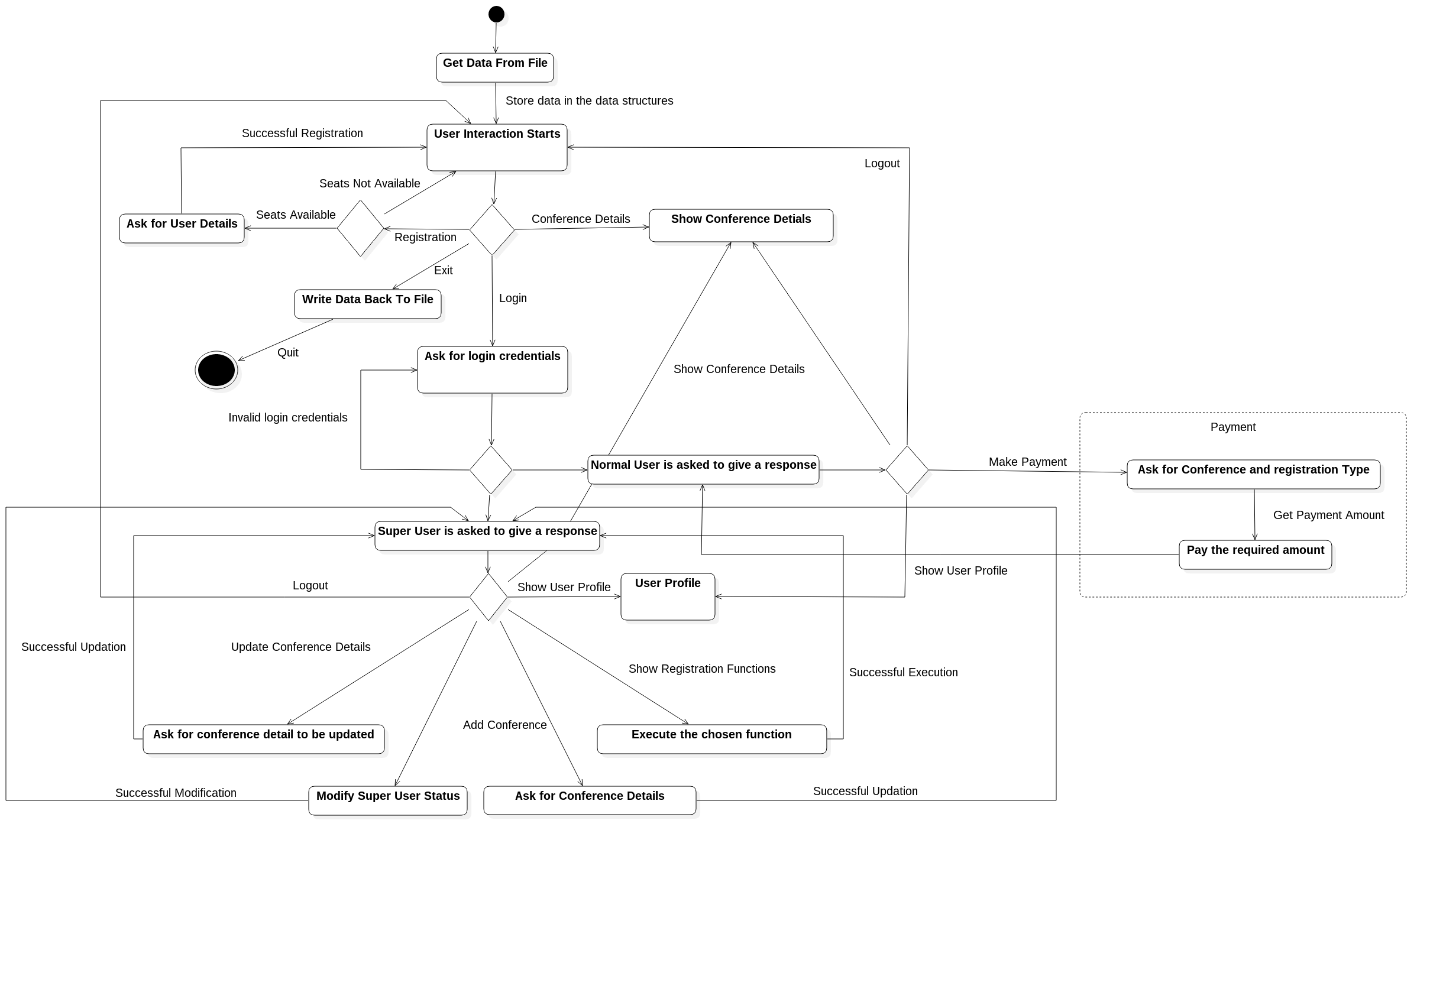 Get Data From File
Store data in the data structures
Successful Registration
User Interaction Starts
Logout
Seats Not Available
Ask for User Details
Seats Available
Registration
Conference Details
Show Conference Detials
Exit
Write Data Back To File
Login
Quit
Ask for login credentials
Show Conference Details
Invalid login credentials
Payment
Normal User is asked to give a response
Make Payment
Ask for Conference and registration Type
Get Payment Amount
Super User is asked to give a response
Pay the required amount
Show User Profile
Logout
Show User Profile
User Profile
Successful Updation
Update Conference Details
Show Registration Functions
Successful Execution
Add Conference
Ask for conference detail to be updated
Execute the chosen function
Successful Modification
Modify Super User Status
Ask for Conference Details
Successful Updation